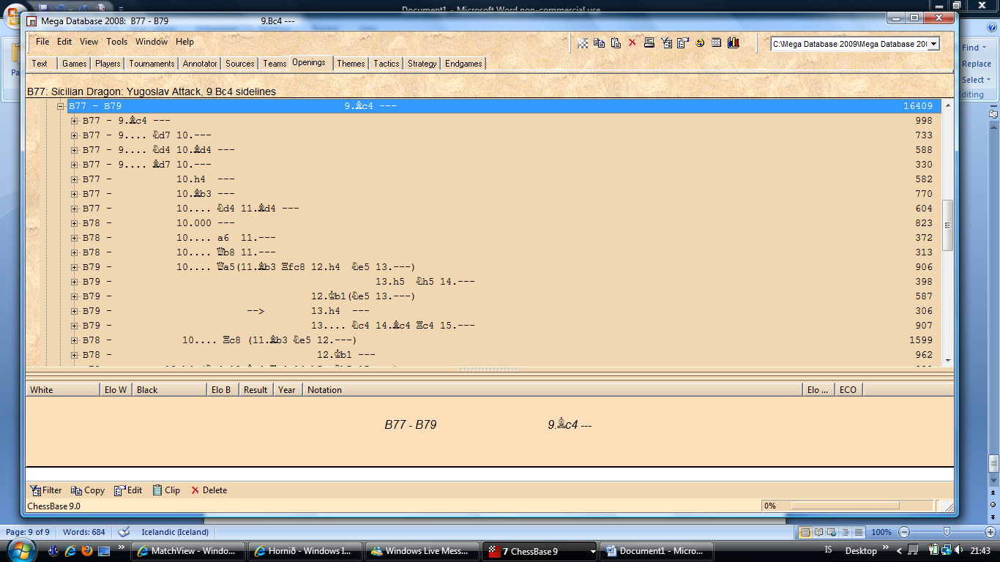 Document1 - Microsoft Word non-commercial use
Mega Database 2008: B77 - B79 9.♗c4 ---
File Edit View Tools Window Help
C:\Mega Database 2009\Mega Database 200
Text Games Players Tournaments Annotator Sources Teams Openings Themes Tactics Strategy Endgames
Find
Replace
Select
Editing
B77: Sicilian Dragon: Yugoslav Attack, 9 Bc4 sidelines
B77 - B79 9.♗c4 --- 16409
B77 - 9.♗c4 --- 998
B77 - 9.... ♘d7 10.--- 733
B77 - 9.... ♘d4 10.♗d4 --- 588
B77 - 9.... ♗d7 10.--- 330
B77 - 10.h4 --- 582
B77 - 10.♗b3 --- 770
B77 - 10.... ♘d4 11.♗d4 --- 604
B78 - 10.000 --- 823
B78 - 10.... a6 11.--- 372
B78 - 10.... ♕b8 11.--- 313
B79 - 10.... ♕a5(11.♗b3 ♖fc8 12.h4 ♘e5 13.---) 906
B79 - 13.h5 ♘h5 14.--- 398
B79 - 12.♔b1(♘e5 13.---) 587
B79 - --> 13.h4 --- 306
B79 - 13.... ♘c4 14.♗c4 ♖c4 15.--- 907
B78 - 10.... ♖c8 (11.♗b3 ♘e5 12.---) 1599
B78 - 12.♔b1 --- 962
White Elo W Black Elo B Result Year Notation Elo ... ECO
B77 - B79 9.♗c4 ---
Filter Copy Edit Clip Delete
ChessBase 9.0 0%
Page: 9 of 9 Words: 684 Icelandic (Iceland) 100%
MatchView - Windo... Hornið - Windows I... Windows Live Mess... 7 ChessBase 9 Document1 - Micro... IS Desktop 21:43